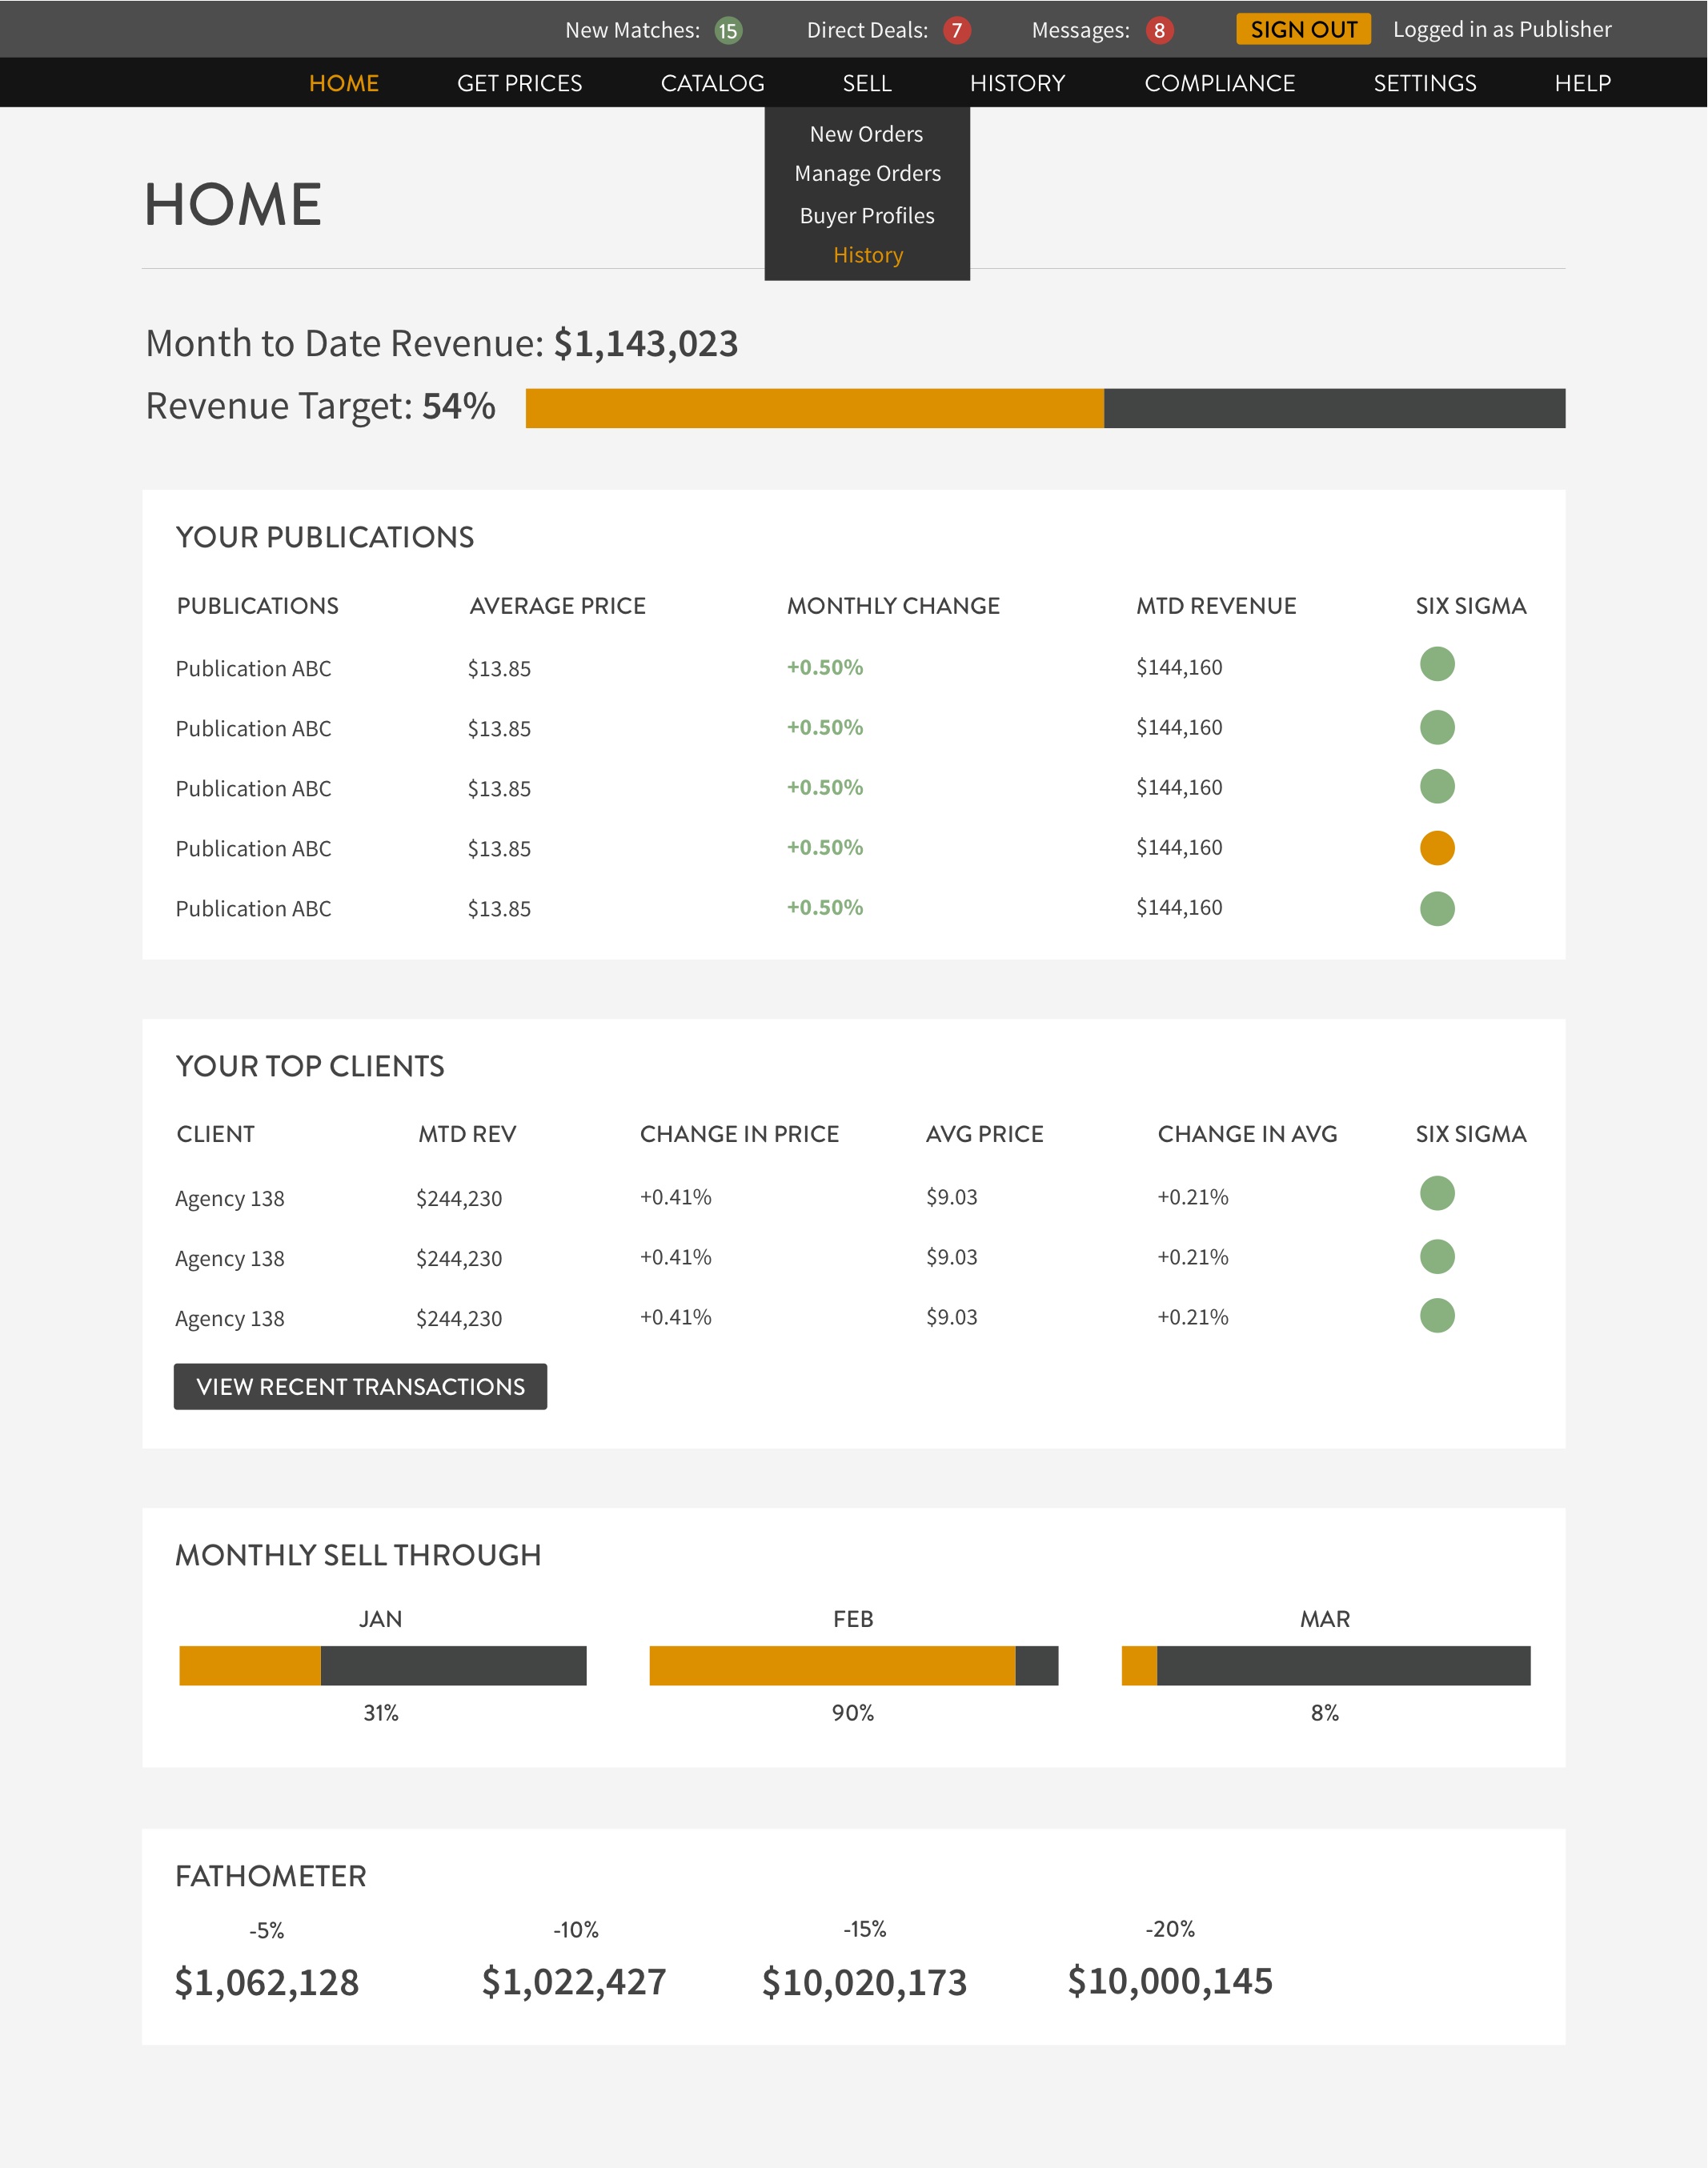 New Matches: 15 Direct Deals: 7 Messages: 8 SIGN OUT Logged in as Publisher
HOME GET PRICES CATALOG SELL HISTORY COMPLIANCE SETTINGS HELP
New Orders
Manage Orders
Buyer Profiles
History
HOME
Month to Date Revenue: $1,143,023
Revenue Target: 54%
YOUR PUBLICATIONS
PUBLICATIONS AVERAGE PRICE MONTHLY CHANGE MTD REVENUE SIX SIGMA
Publication ABC $13.85 +0.50% $144,160
Publication ABC $13.85 +0.50% $144,160
Publication ABC $13.85 +0.50% $144,160
Publication ABC $13.85 +0.50% $144,160
Publication ABC $13.85 +0.50% $144,160
YOUR TOP CLIENTS
CLIENT MTD REV CHANGE IN PRICE AVG PRICE CHANGE IN AVG SIX SIGMA
Agency 138 $244,230 +0.41% $9.03 +0.21%
Agency 138 $244,230 +0.41% $9.03 +0.21%
Agency 138 $244,230 +0.41% $9.03 +0.21%
VIEW RECENT TRANSACTIONS
MONTHLY SELL THROUGH
JAN FEB MAR
31% 90% 8%
FATHOMETER
-5% -10% -15% -20%
$1,062,128 $1,022,427 $10,020,173 $10,000,145